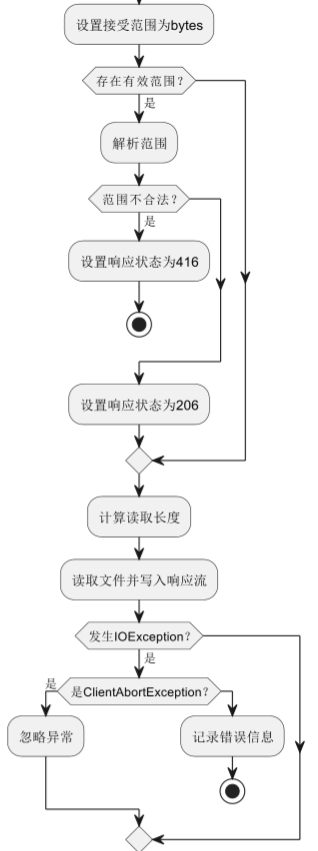 设置接受范围为bytes
存在有效范围？
是
解析范围
范围不合法？
是
设置响应状态为416
设置响应状态为206
计算读取长度
读取文件并写入响应流
发生IOException？
是
是
是ClientAbortException？
忽略异常
记录错误信息